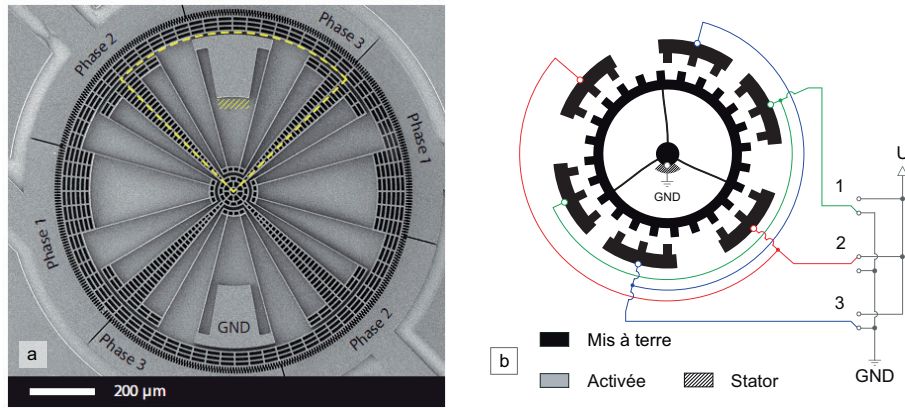 Phase 2
Phase 3
Phase 1
Phase 1
GND
Phase 2
Phase 3
a
200 µm
U
GND
1
2
3
GND
b
Mis à terre
Activée
Stator